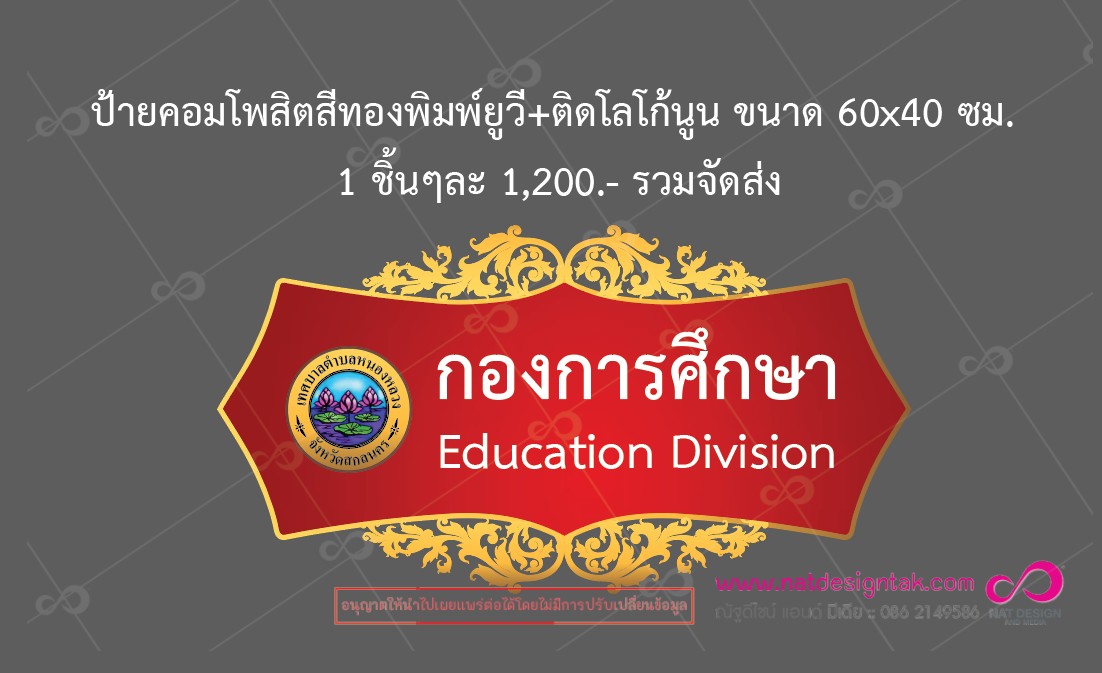 ป้ายคอมโพสิตสีทองพิมพ์ยูวี+ติดโลโก้นูน ขนาด 60x40 ซม.
1 ชิ้นๆละ 1,200.- รวมจัดส่ง
เทศบาลตำบลหนองหลวง
จังหวัดสกลนคร
กองการศึกษา
Education Division
www.natdesigntak.com
อนุญาตให้นำไปเผยแพร่ต่อได้โดยไม่มีการปรับเปลี่ยนข้อมูล
ณัฐดีไซน์ แอนด์ มีเดีย :: 086 2149586
NAT DESIGN
AND MEDIA